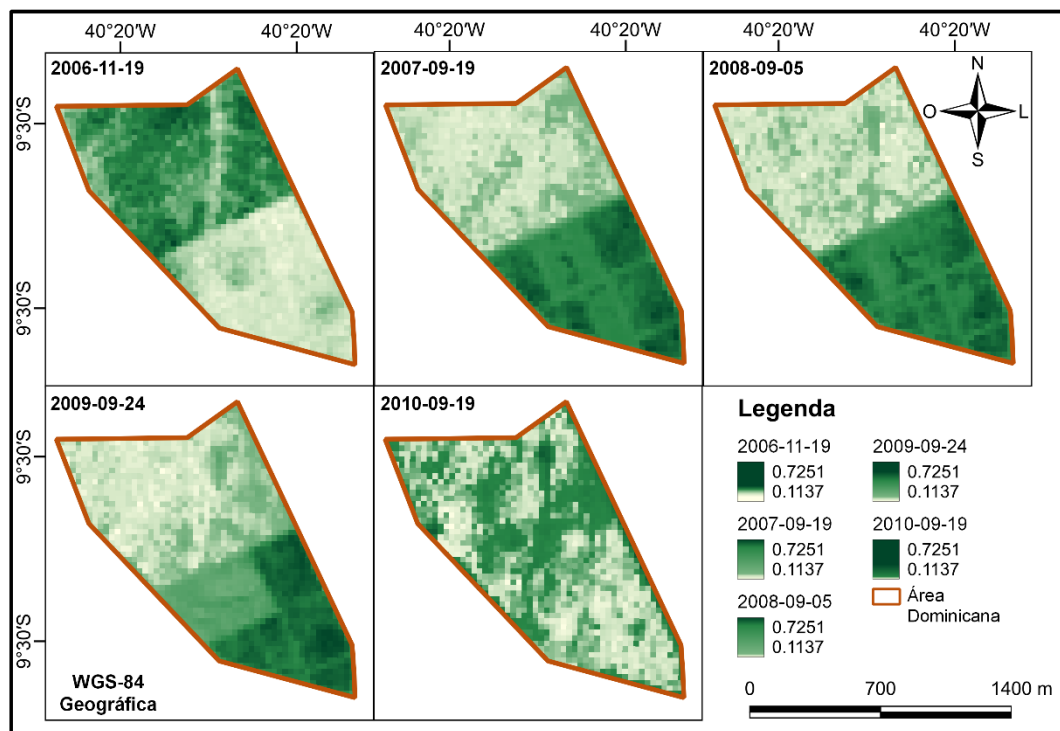 40°20'W 40°20'W 40°20'W 40°20'W 40°20'W
2006-11-19
2007-09-19
2008-09-05
N
O L
S
9°30'S
9°30'S
2009-09-24
2010-09-19
9°30'S
9°30'S
WGS-84
Geográfica
Legenda
2006-11-19
0.7251
0.1137
2007-09-19
0.7251
0.1137
2008-09-05
0.7251
0.1137
2009-09-24
0.7251
0.1137
2010-09-19
0.7251
0.1137
Área
Dominicana
0 700 1400 m